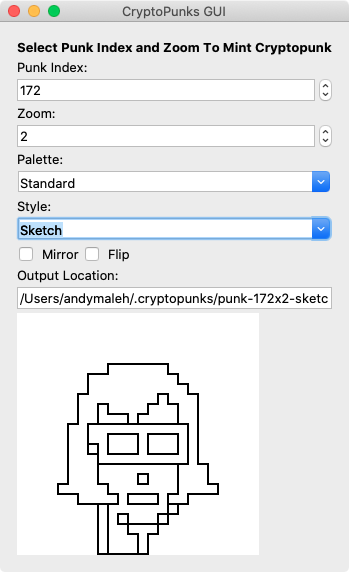 CryptoPunks GUI
Select Punk Index and Zoom To Mint Cryptopunk
Punk Index:
172
Zoom:
2
Palette:
Standard
Style:
Sketch
Mirror Flip
Output Location:
/Users/andymaleh/.cryptopunks/punk-172x2-sketc